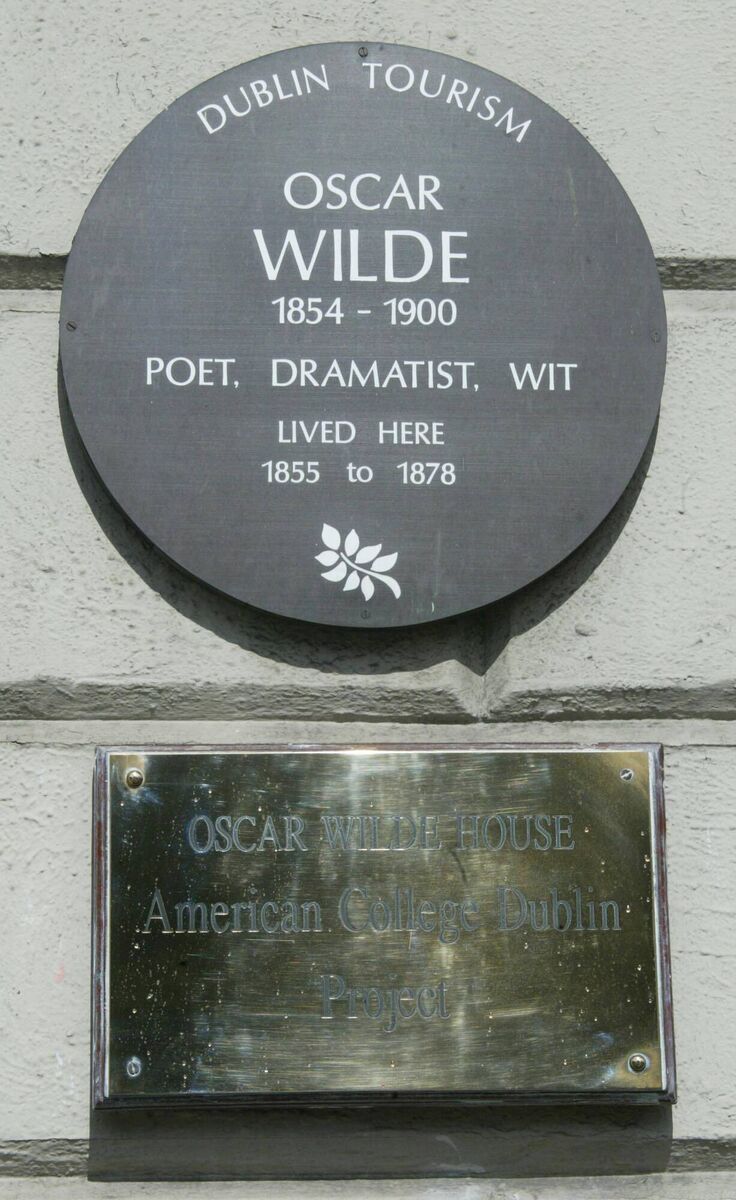 DUBLIN TOURISM
OSCAR
WILDE
1854 - 1900
POET, DRAMATIST, WIT
LIVED HERE
1855 to 1878
OSCAR WILDE HOUSE
American College Dublin
Project